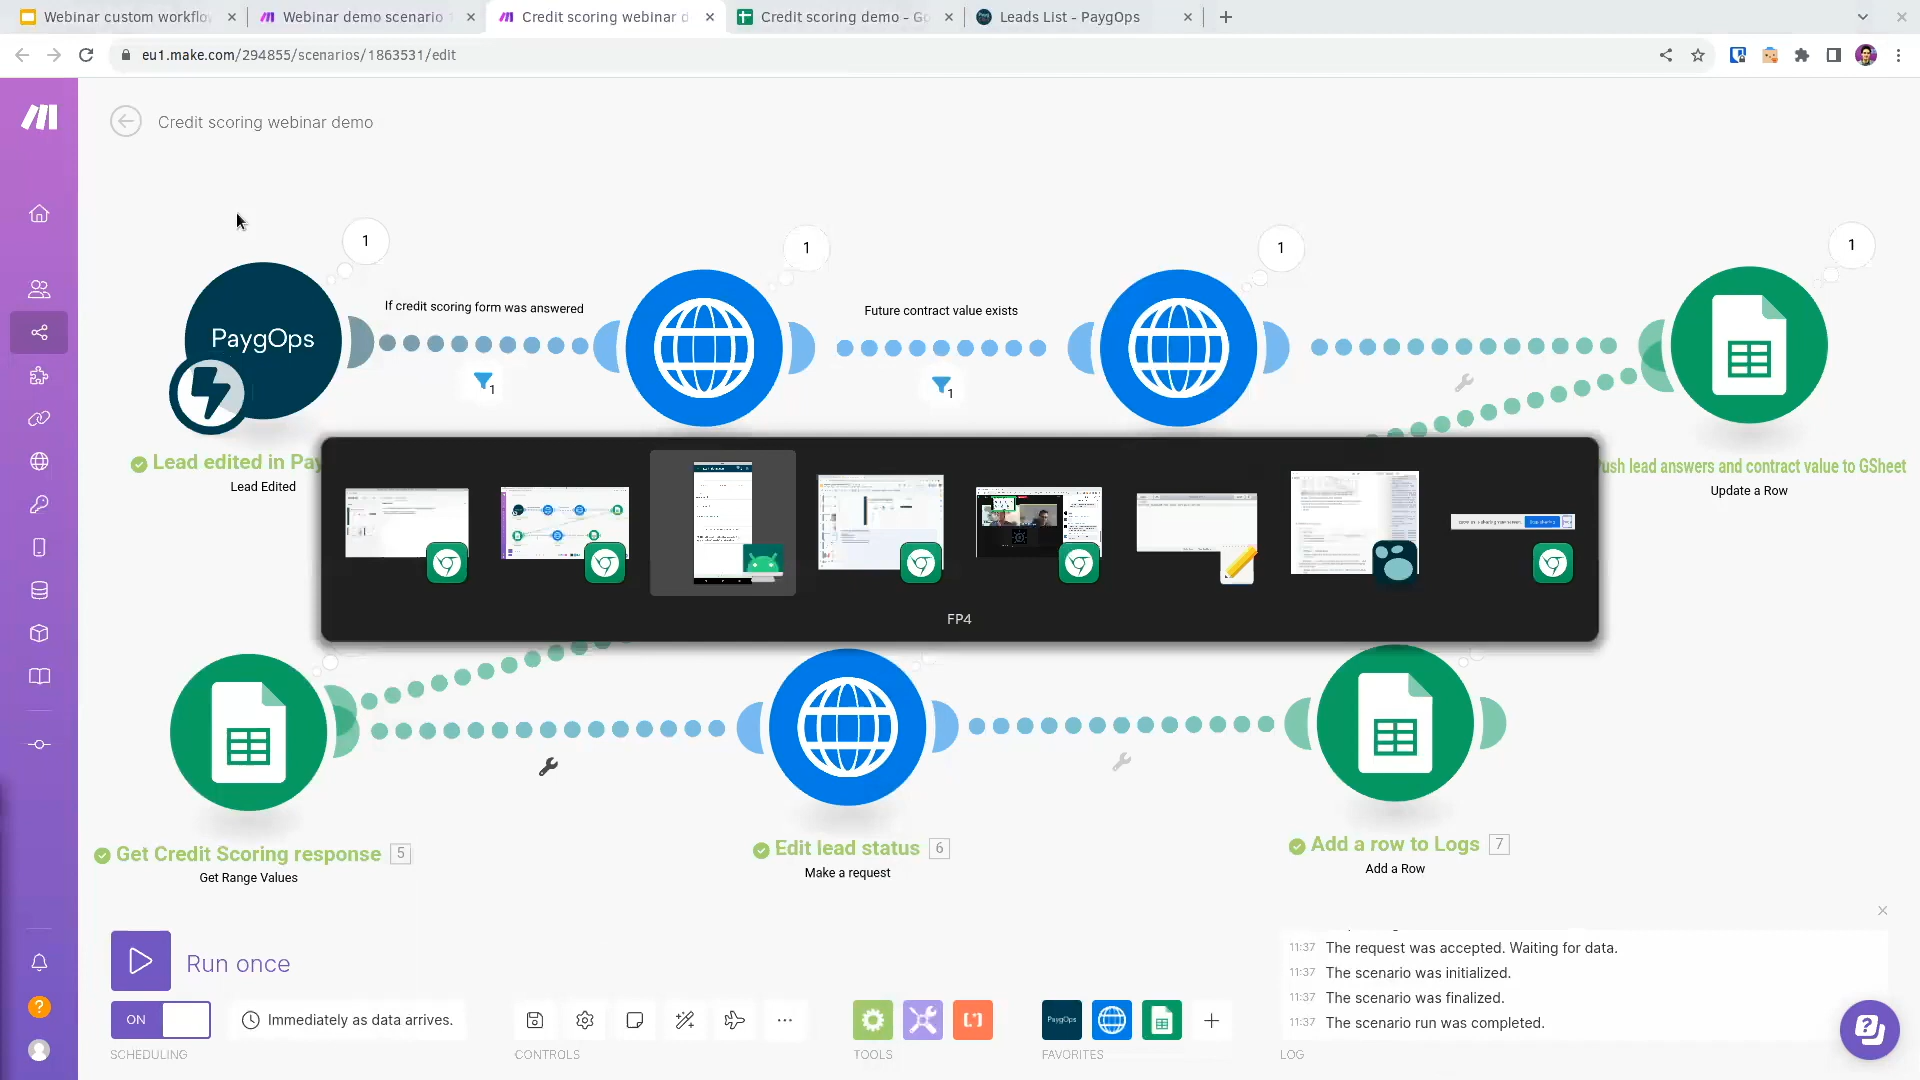 Webinar custom workflo
Webinar demo scenario
Credit scoring webinar d
Credit scoring demo - Go
Leads List - PaygOps
eu1.make.com/294855/scenarios/1863531/edit
Credit scoring webinar demo
1
1
1
1
If credit scoring form was answered
Future contract value exists
PaygOps
1
1
Lead edited in Pay
Lead Edited
ush lead answers and contract value to GSheet
Update a Row
FP4
Get Credit Scoring response 5
Get Range Values
Edit lead status 6
Make a request
Add a row to Logs 7
Add a Row
Run once
ON
Immediately as data arrives.
SCHEDULING
CONTROLS
TOOLS
PaygOps
FAVORITES
11:37 The request was accepted. Waiting for data.
11:37 The scenario was initialized.
11:37 The scenario was finalized.
11:37 The scenario run was completed.
LOG